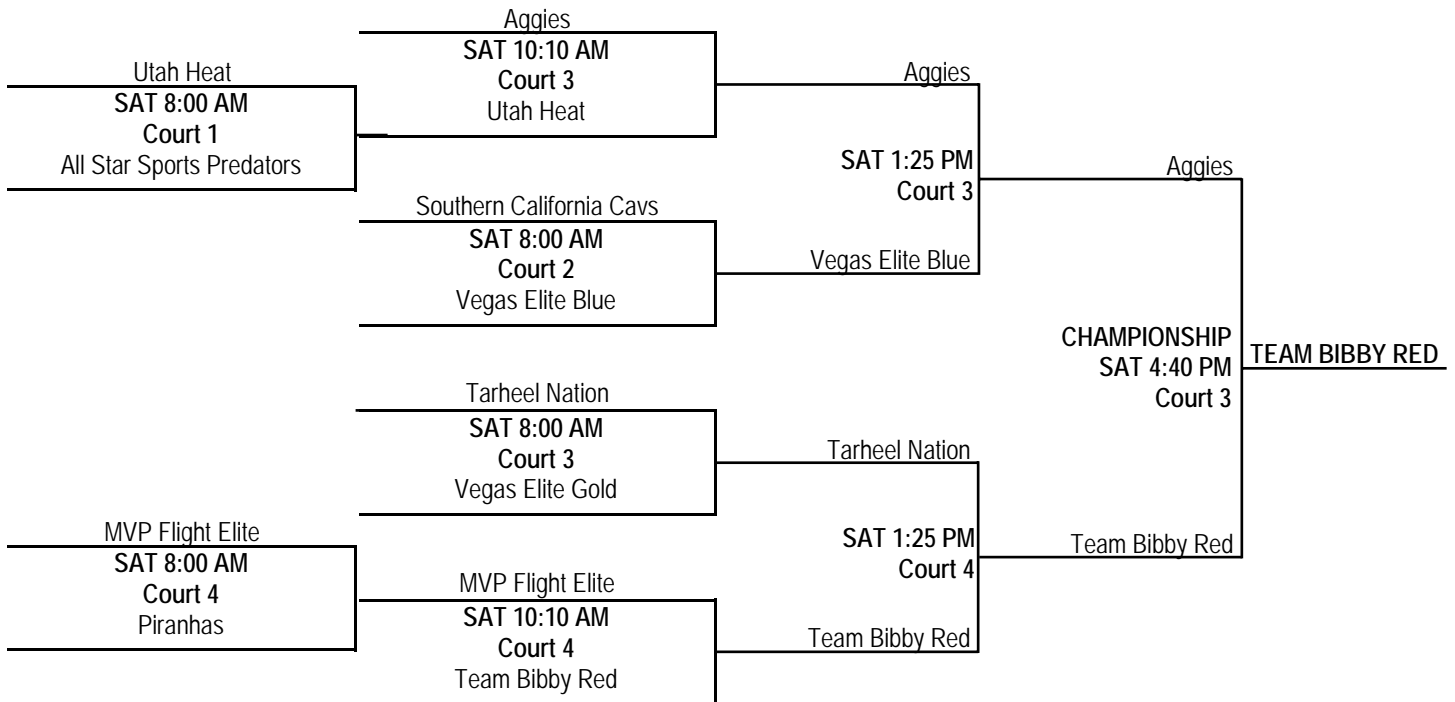 Utah Heat
SAT 8:00 AM
Court 1
All Star Sports Predators
MVP Flight Elite
SAT 8:00 AM
Court 4
Piranhas
Aggies
SAT 10:10 AM
Court 3
Utah Heat
Southern California Cavs
SAT 8:00 AM
Court 2
Vegas Elite Blue
Tarheel Nation
SAT 8:00 AM
Court 3
Vegas Elite Gold
MVP Flight Elite
SAT 10:10 AM
Court 4
Team Bibby Red
Aggies
SAT 1:25 PM
Court 3
Vegas Elite Blue
Tarheel Nation
SAT 1:25 PM
Court 4
Team Bibby Red
Aggies
CHAMPIONSHIP
SAT 4:40 PM
Court 3
Team Bibby Red
TEAM BIBBY RED